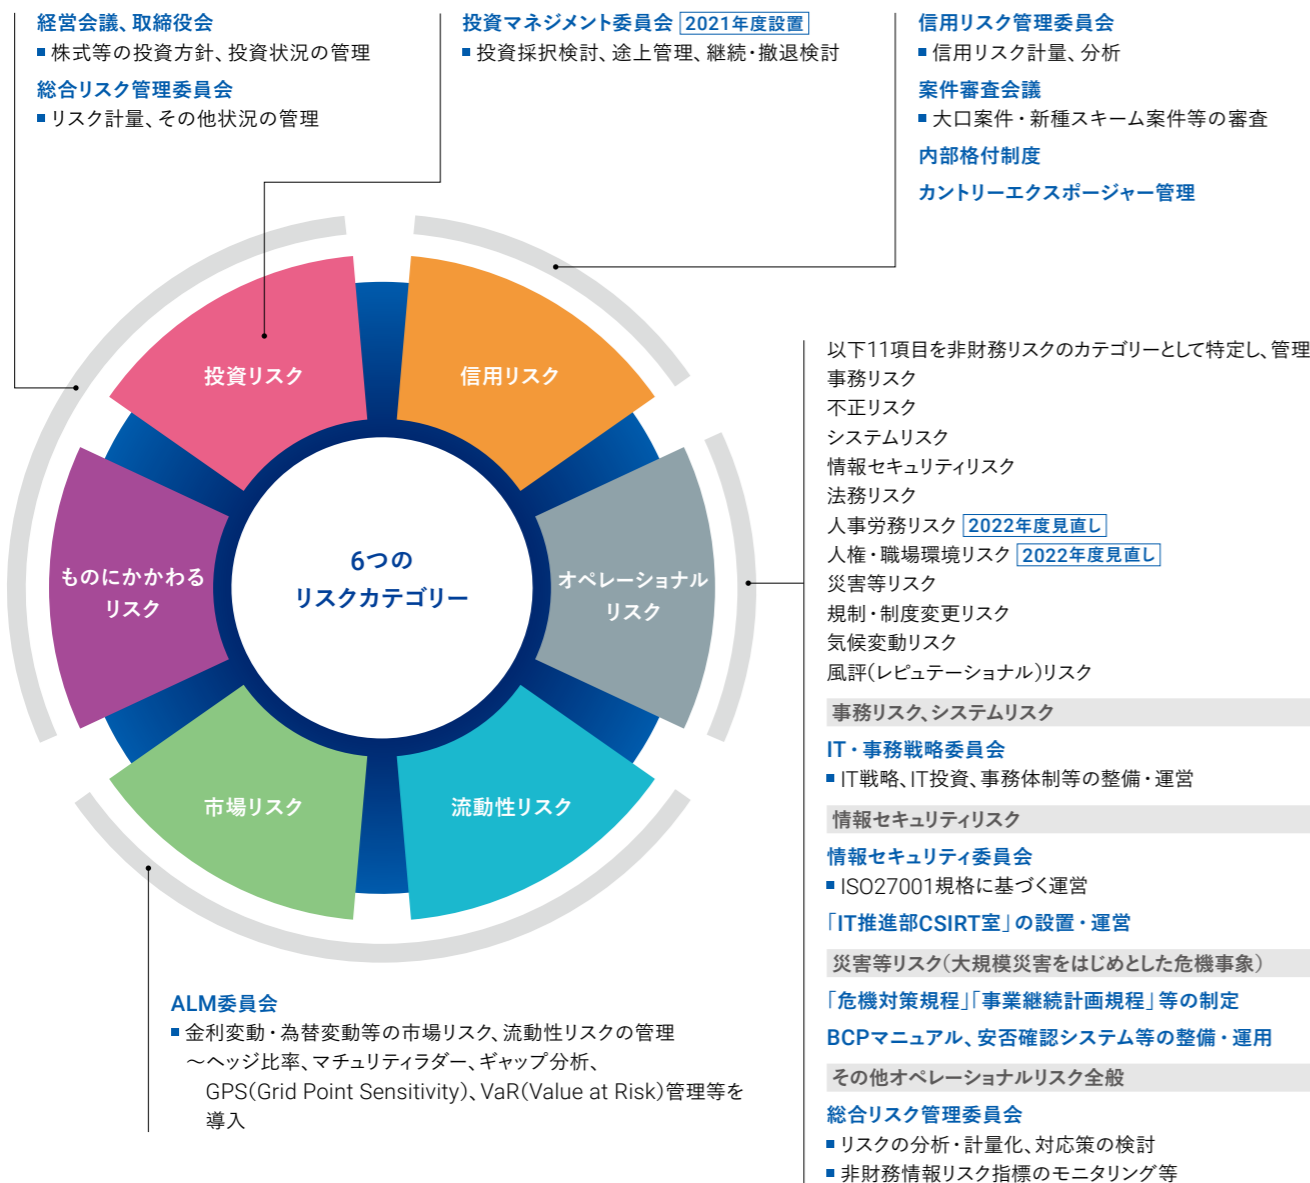 経営会議、取締役会
■ 株式等の投資方針、投資状況の管理
総合リスク管理委員会
■ リスク計量、その他状況の管理
投資マネジメント委員会 2021年度設置
■ 投資採択検討、途上管理、継続・撤退検討
信用リスク管理委員会
■ 信用リスク計量、分析
案件審査会議
■ 大口案件・新種スキーム案件等の審査
内部格付制度
カントリーエクスポージャー管理
投資リスク
信用リスク
ものにかかわる
リスク
6つの
リスクカテゴリー
オペレーショナル
リスク
市場リスク
流動性リスク
以下11項目を非財務リスクのカテゴリーとして特定し、管理
事務リスク
不正リスク
システムリスク
情報セキュリティリスク
法務リスク
人事労務リスク 2022年度見直し
人権・職場環境リスク 2022年度見直し
災害等リスク
規制・制度変更リスク
気候変動リスク
風評(レピュテーショナル)リスク
事務リスク、システムリスク
IT・事務戦略委員会
■ IT戦略、IT投資、事務体制等の整備・運営
情報セキュリティリスク
情報セキュリティ委員会
■ ISO27001規格に基づく運営
「IT推進部CSIRT室」の設置・運営
災害等リスク(大規模災害をはじめとした危機事象)
「危機対策規程」「事業継続計画規程」等の制定
BCPマニュアル、安否確認システム等の整備・運用
その他オペレーショナルリスク全般
総合リスク管理委員会
■ リスクの分析・計量化、対応策の検討
■ 非財務情報リスク指標のモニタリング等
ALM委員会
■ 金利変動・為替変動等の市場リスク、流動性リスクの管理
～ヘッジ比率、マチュリティラダー、ギャップ分析、
GPS(Grid Point Sensitivity)、VaR(Value at Risk)管理等を
導入